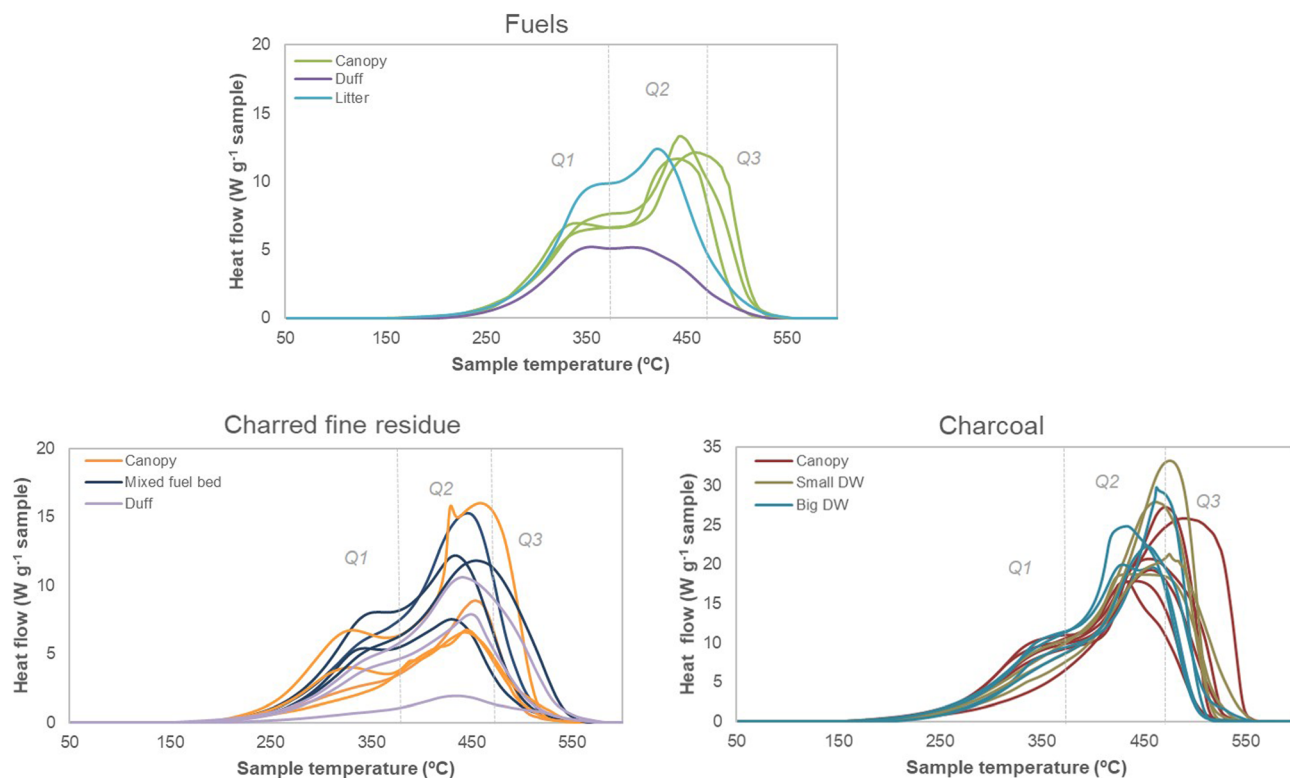 Fuels
Heat flow (W g⁻¹ sample)
20
15
10
5
0
Canopy
Duff
Litter
Q1
Q2
Q3
50 150 250 350 450 550
Sample temperature (ºC)
Charred fine residue
Heat flow (W g⁻¹ sample)
20
15
10
5
0
Canopy
Mixed fuel bed
Duff
Q1
Q2
Q3
50 150 250 350 450 550
Sample temperature (ºC)
Charcoal
Heat flow (W g⁻¹ sample)
35
30
25
20
15
10
5
0
Canopy
Small DW
Big DW
Q1
Q2
Q3
50 150 250 350 450 550
Sample temperature (ºC)